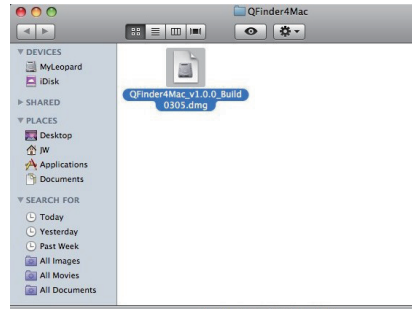 QFinder4Mac
DEVICES
MyLeopard
iDisk
SHARED
PLACES
Desktop
JW
Applications
Documents
SEARCH FOR
Today
Yesterday
Past Week
All Images
All Movies
All Documents
QFinder4Mac_v1.0.0_Build
0305.dmg